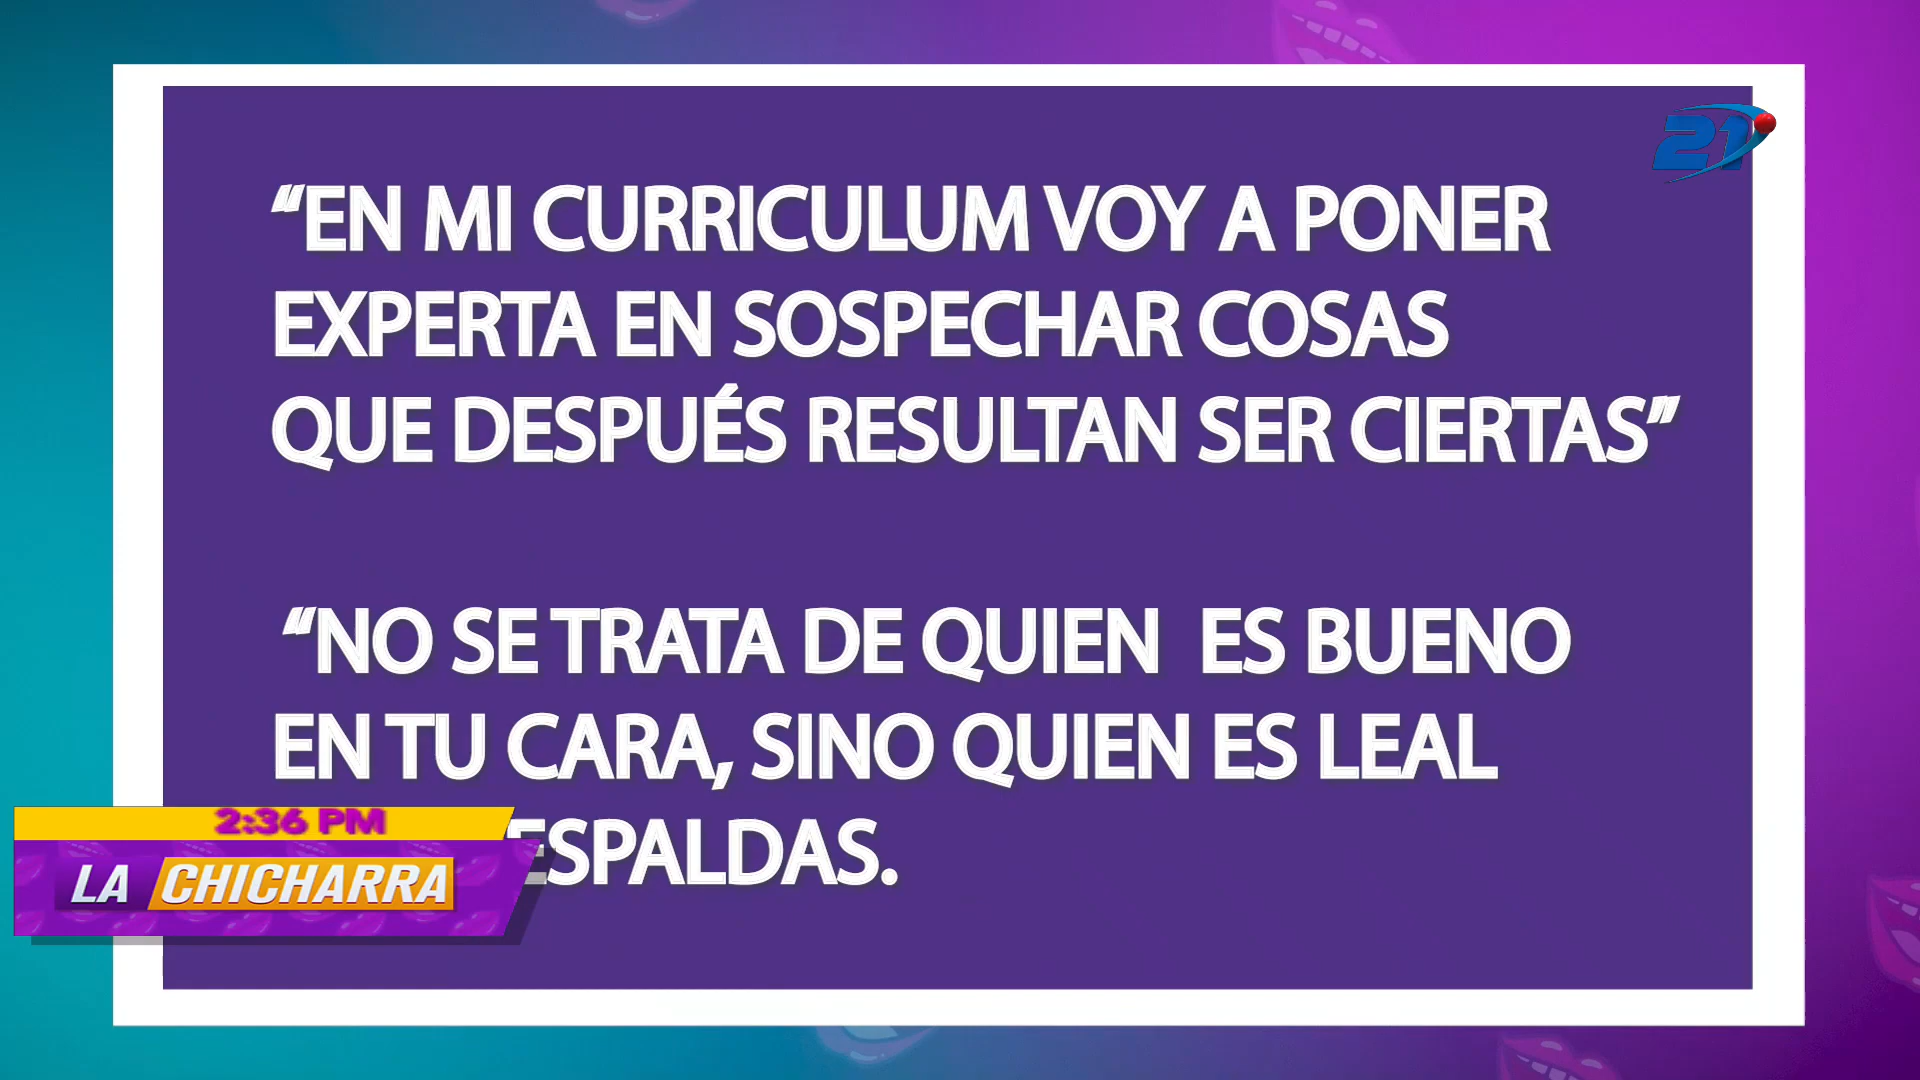 21
“EN MI CURRICULUM VOY A PONER
EXPERTA EN SOSPECHAR COSAS
QUE DESPUÉS RESULTAN SER CIERTAS”
“NO SE TRATA DE QUIEN ES BUENO
EN TU CARA, SINO QUIEN ES LEAL
ESPALDAS.
2:36 PM
LA CHICHARRA